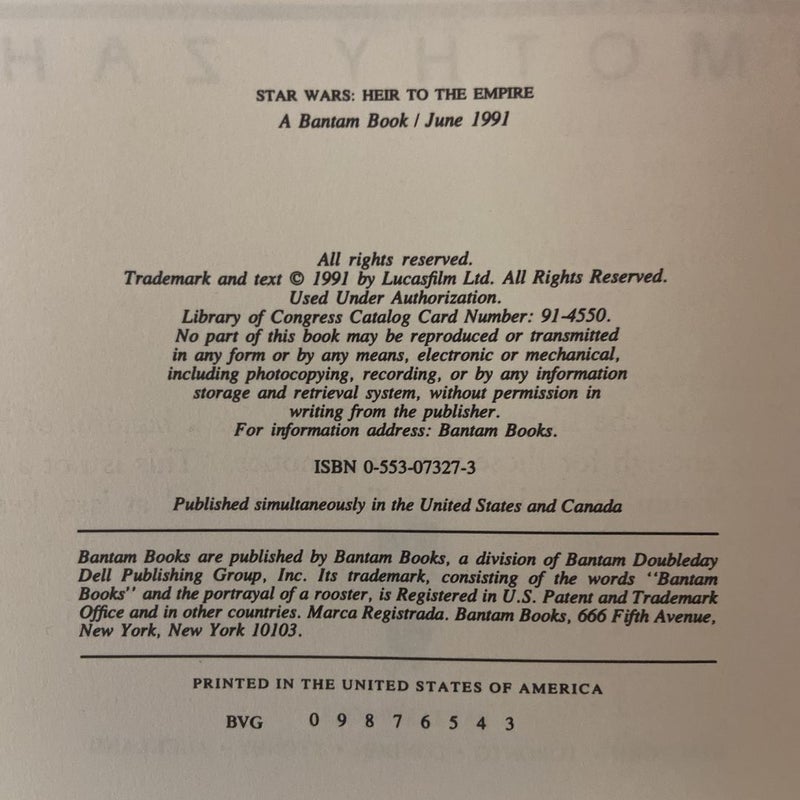 STAR WARS: HEIR TO THE EMPIRE
A Bantam Book / June 1991
All rights reserved.
Trademark and text © 1991 by Lucasfilm Ltd. All Rights Reserved.
Used Under Authorization.
Library of Congress Catalog Card Number: 91-4550.
No part of this book may be reproduced or transmitted
in any form or by any means, electronic or mechanical,
including photocopying, recording, or by any information
storage and retrieval system, without permission in
writing from the publisher.
For information address: Bantam Books.
ISBN 0-553-07327-3
Published simultaneously in the United States and Canada
Bantam Books are published by Bantam Books, a division of Bantam Doubleday
Dell Publishing Group, Inc. Its trademark, consisting of the words "Bantam
Books" and the portrayal of a rooster, is Registered in U.S. Patent and Trademark
Office and in other countries. Marca Registrada. Bantam Books, 666 Fifth Avenue,
New York, New York 10103.
PRINTED IN THE UNITED STATES OF AMERICA
BVG 0 9 8 7 6 5 4 3